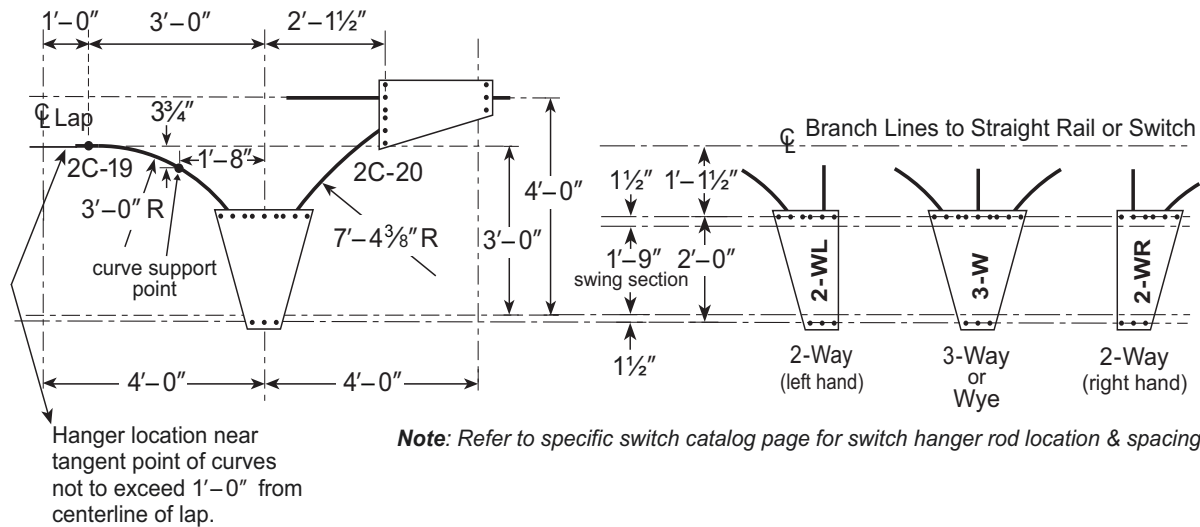 1′–0″ 3′–0″ 2′–1½″
℄ Lap
3¾″
1′–8″
2C-19
2C-20
3′–0″ R
7′–4⅜″ R
curve support
point
4′–0″
3′–0″
4′–0″ 4′–0″
Hanger location near
tangent point of curves
not to exceed 1′–0″ from
centerline of lap.
℄ Branch Lines to Straight Rail or Switch
1½″ 1′–1½″
1′–9″ 2′–0″
swing section
1½″
2-WL
3-W
2-WR
2-Way
(left hand)
3-Way
or
Wye
2-Way
(right hand)
Note: Refer to specific switch catalog page for switch hanger rod location & spacing